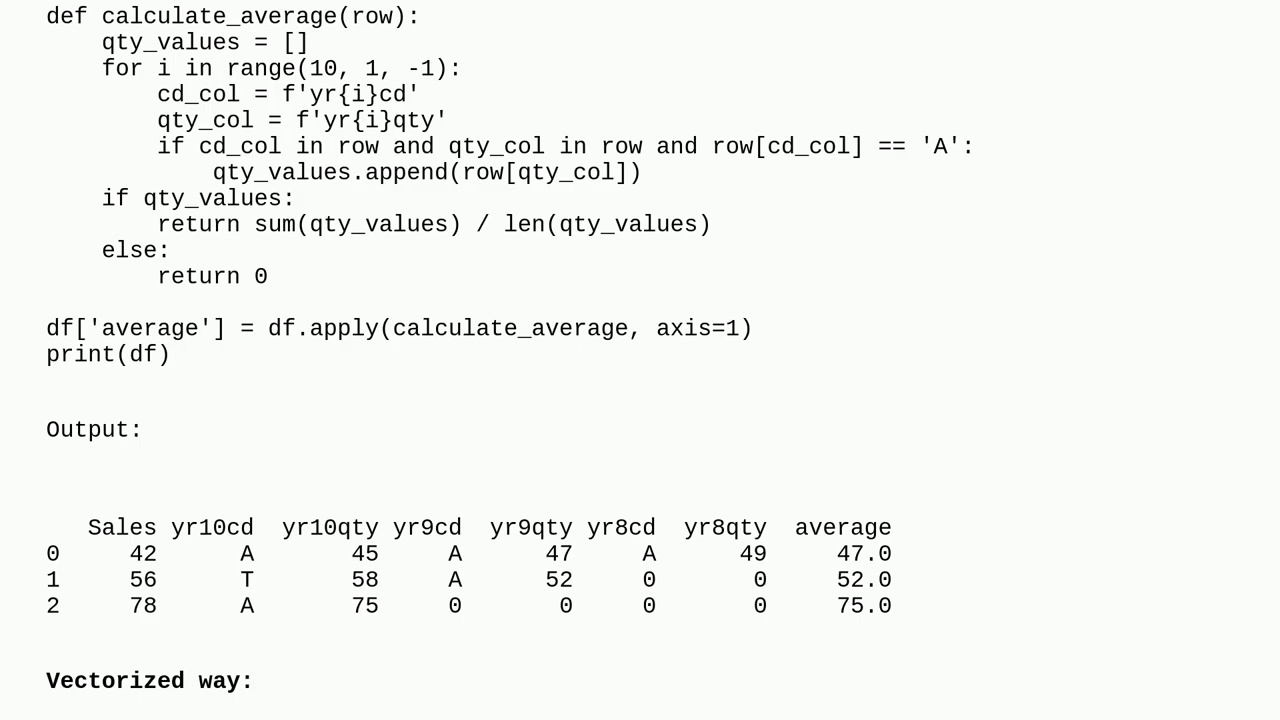 def calculate_average(row):
    qty_values = []
    for i in range(10, 1, -1):
        cd_col = f'yr{i}cd'
        qty_col = f'yr{i}qty'
        if cd_col in row and qty_col in row and row[cd_col] == 'A':
            qty_values.append(row[qty_col])
    if qty_values:
        return sum(qty_values) / len(qty_values)
    else:
        return 0

df['average'] = df.apply(calculate_average, axis=1)
print(df)

Output:

   Sales yr10cd  yr10qty yr9cd  yr9qty yr8cd  yr8qty  average
0     42      A       45     A      47     A      49     47.0
1     56      T       58     A      52     0       0     52.0
2     78      A       75     0       0     0       0     75.0

Vectorized way: